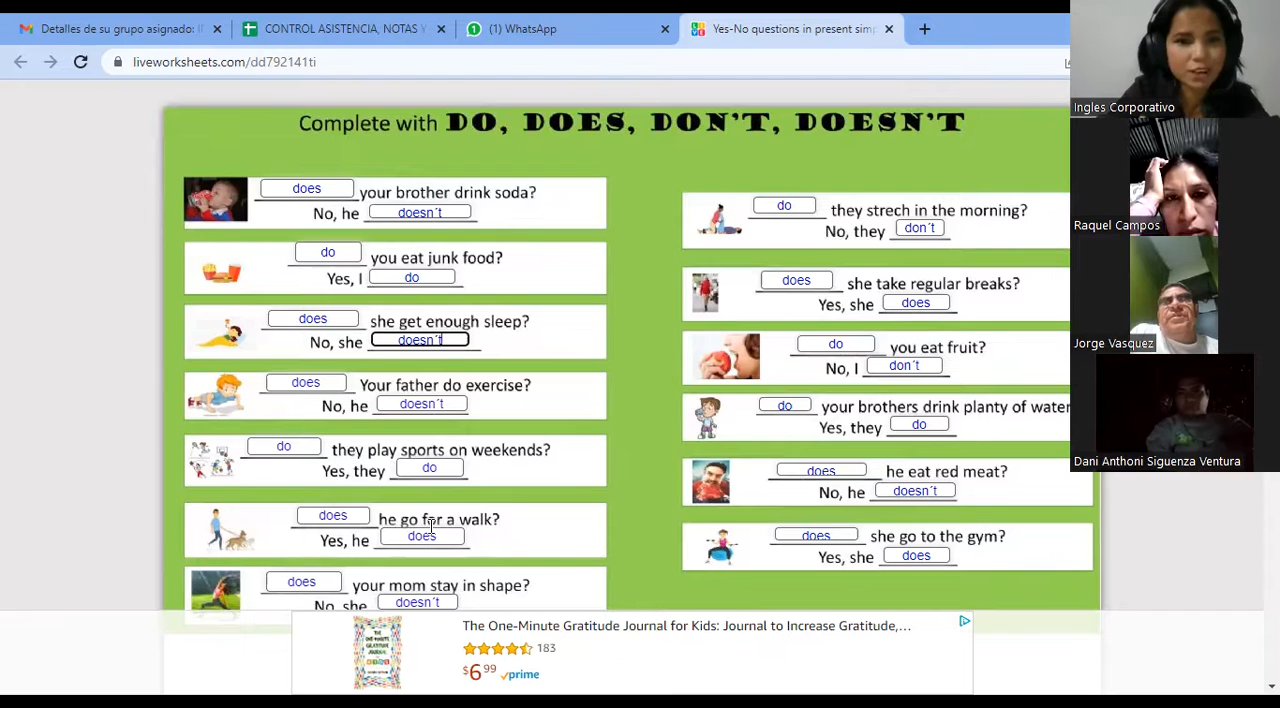 Detalles de su grupo asignado: I
CONTROL ASISTENCIA, NOTAS Y
(1) WhatsApp
Yes-No questions in present simp
liveworksheets.com/dd792141ti
Complete with DO, DOES, DON'T, DOESN'T
does your brother drink soda?
No, he doesn´t
do you eat junk food?
Yes, I do
does she get enough sleep?
No, she doesn´t
does Your father do exercise?
No, he doesn´t
do they play sports on weekends?
Yes, they do
does he go for a walk?
Yes, he does
does your mom stay in shape?
No, she doesn´t
do they strech in the morning?
No, they don´t
does she take regular breaks?
Yes, she does
do you eat fruit?
No, I don´t
do your brothers drink planty of water
Yes, they do
does he eat red meat?
No, he doesn´t
does she go to the gym?
Yes, she does
Ingles Corporativo
Raquel Campos
Jorge Vasquez
Dani Anthoni Siguenza Ventura
The One-Minute Gratitude Journal for Kids: Journal to Increase Gratitude,...
183
$6.99 prime